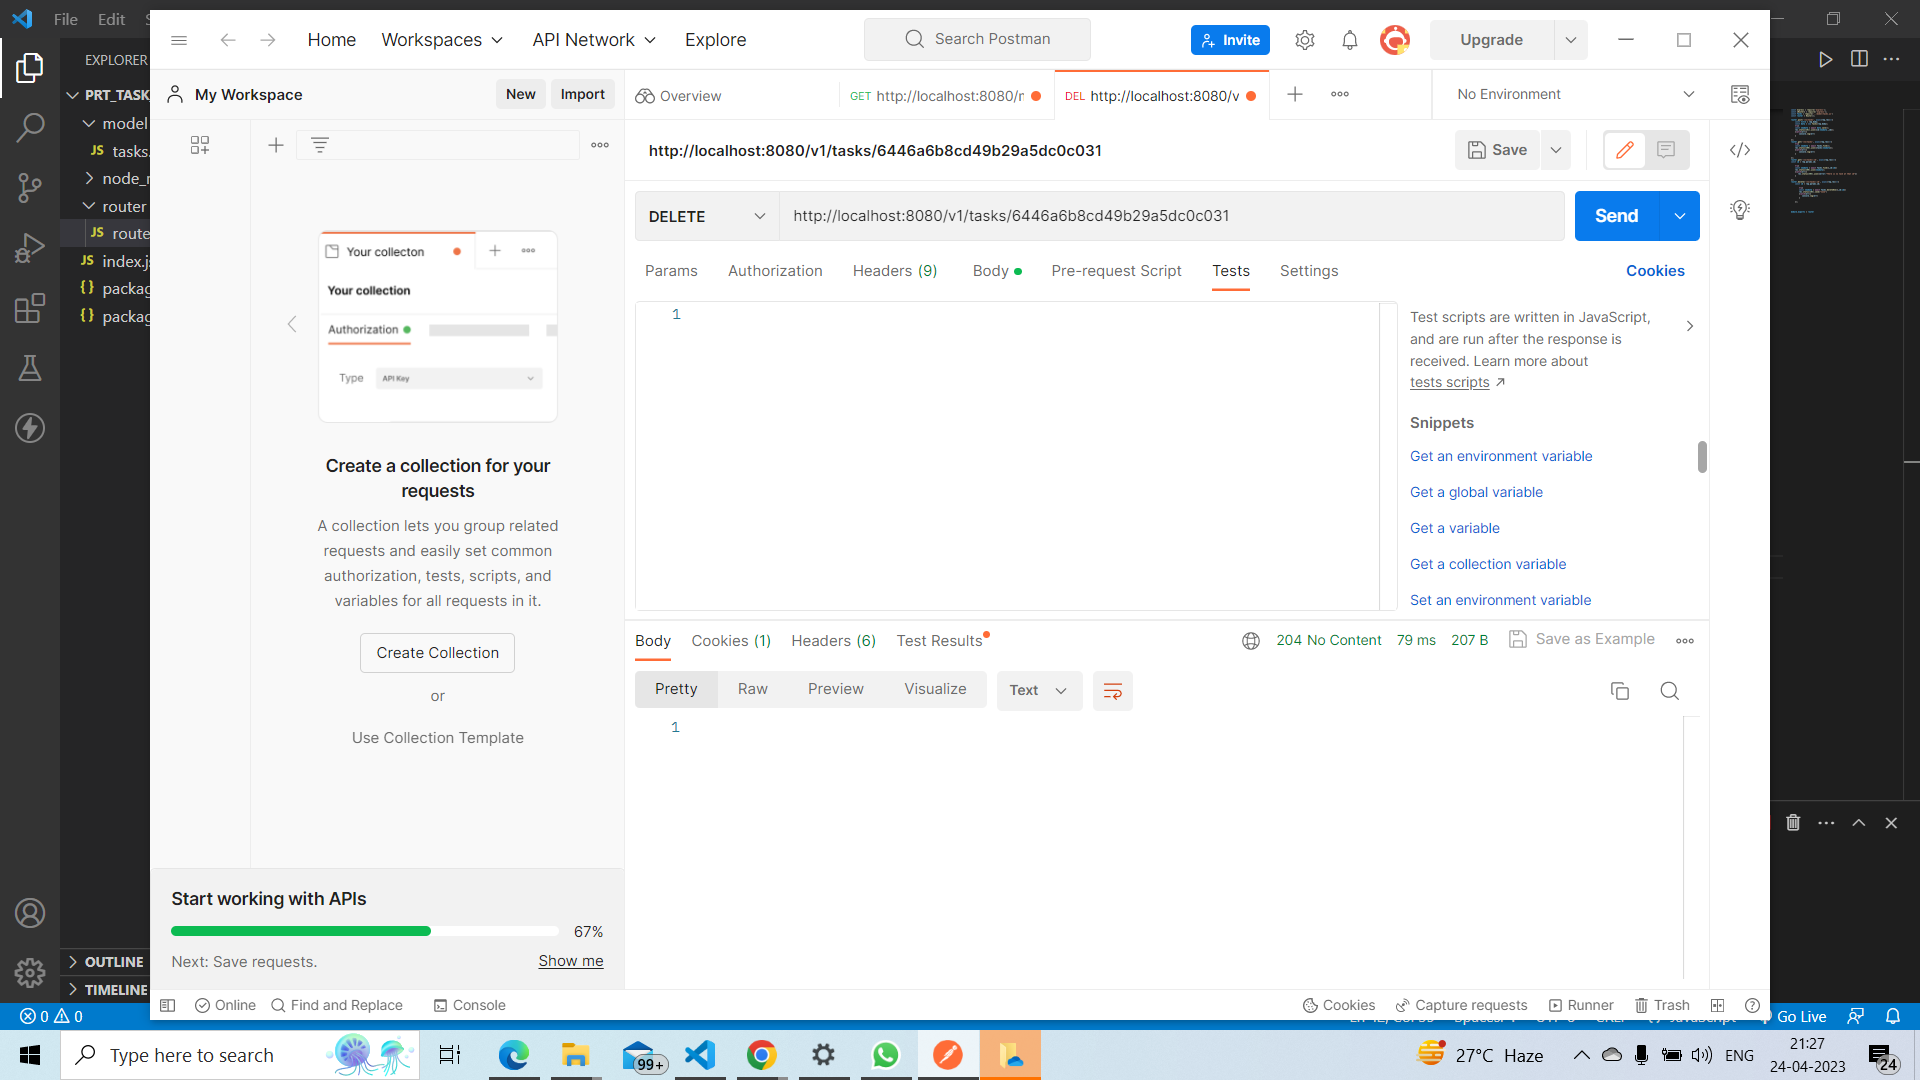 File Edit
Home Workspaces API Network Explore
Search Postman
Invite
Upgrade
EXPLORER
PRT_TASK
model
JS tasks.
node_r
router
JS route
JS index.js
{} packag
{} packag
OUTLINE
TIMELINE
0 0
My Workspace
New Import
Overview
GET http://localhost:8080/
DEL http://localhost:8080/v
No Environment
http://localhost:8080/v1/tasks/6446a6b8cd49b29a5dc0c031
Save
DELETE
http://localhost:8080/v1/tasks/6446a6b8cd49b29a5dc0c031
Send
Params Authorization Headers (9) Body Pre-request Script Tests Settings
Cookies
1
Test scripts are written in JavaScript,
and are run after the response is
received. Learn more about
tests scripts
Snippets
Get an environment variable
Get a global variable
Get a variable
Get a collection variable
Set an environment variable
Your collecton
Your collection
Authorization
Type API Key
Create a collection for your
requests
A collection lets you group related
requests and easily set common
authorization, tests, scripts, and
variables for all requests in it.
Create Collection
or
Use Collection Template
Start working with APIs
67%
Next: Save requests.
Show me
Body Cookies (1) Headers (6) Test Results
204 No Content 79 ms 207 B Save as Example
Pretty Raw Preview Visualize Text
1
Online Find and Replace Console
Cookies Capture requests Runner Trash
Go Live
Type here to search
99+
27°C Haze
ENG
21:27
24-04-2023
24